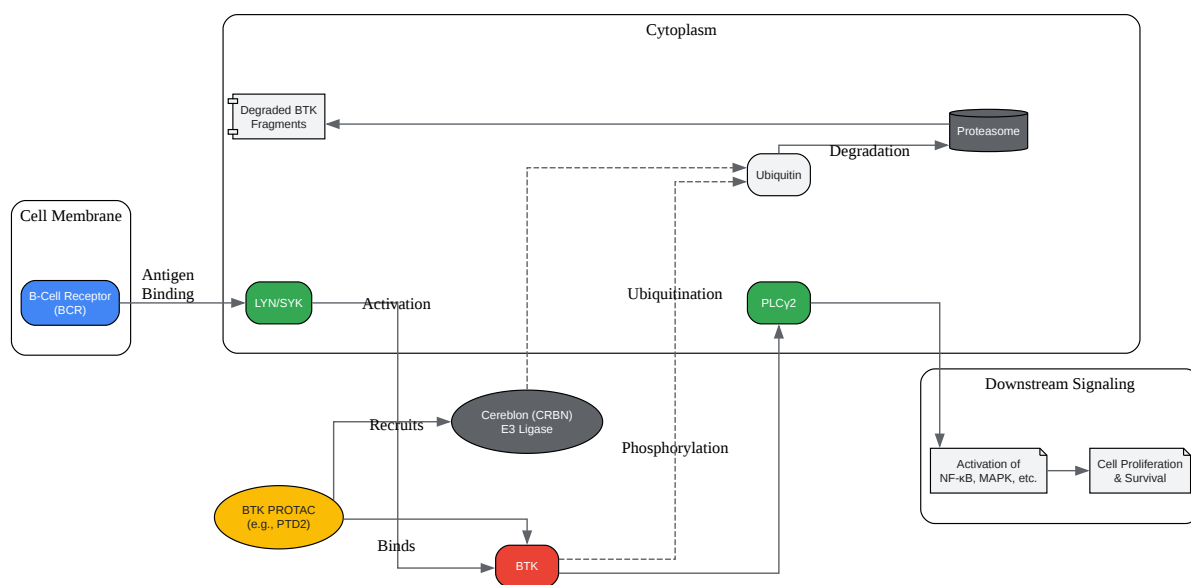 Cytoplasm
Degraded BTK
Fragments
Proteasome
Degradation
Ubiquitin
Cell Membrane
Antigen
Binding
B-Cell Receptor
(BCR)
LYN/SYK
Activation
Ubiquitination
PLCγ2
Downstream Signaling
Cereblon (CRBN)
E3 Ligase
Recruits
Phosphorylation
Activation of
NF-κB, MAPK, etc.
Cell Proliferation
& Survival
BTK PROTAC
(e.g., PTD2)
Binds
BTK